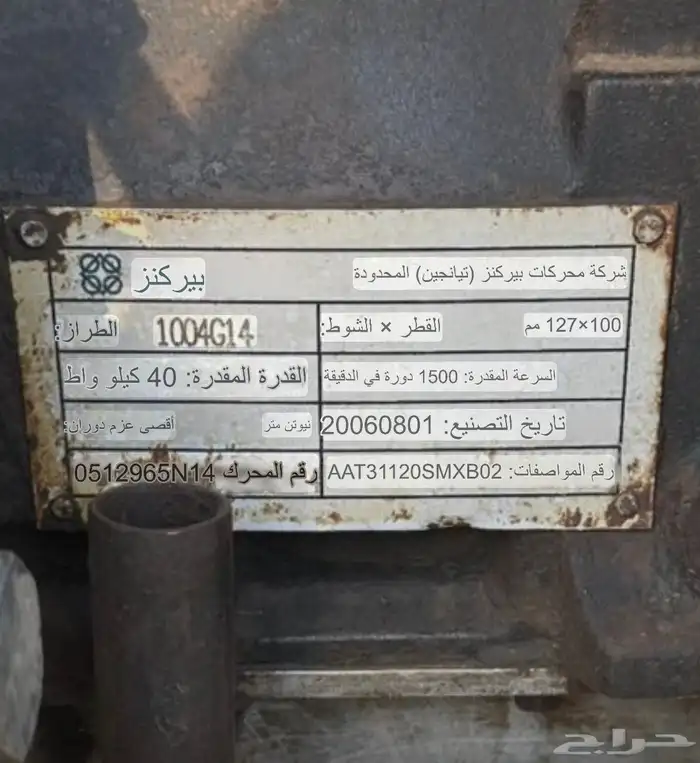 بيركنز
شركة محركات بيركنز (تيانجين) المحدودة
الطراز: 1004G14
القطر × الشوط: 100×127 مم
القدرة المقدرة: 40 كيلو واط
السرعة المقدرة: 1500 دورة في الدقيقة
أقصى عزم دوران: نيوتن متر
تاريخ التصنيع: 20060801
رقم المحرك 0512965N14
رقم المواصفات: AAT31120SMXB02
حراج